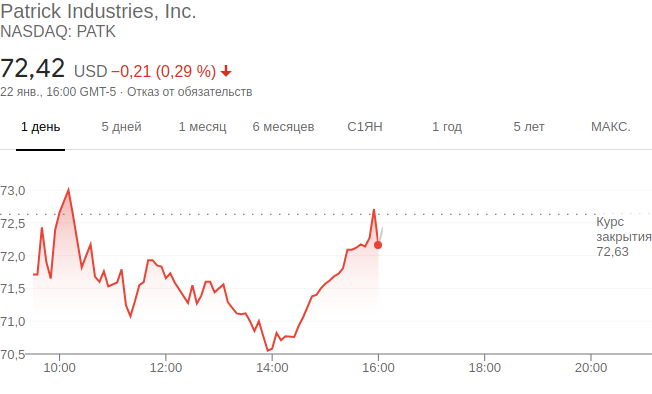 Patrick Industries, Inc.
NASDAQ: PATK
72,42 USD −0,21 (0,29 %)
22 янв., 16:00 GMT-5 · Отказ от обязательств
1 день 5 дней 1 месяц 6 месяцев С1ЯН 1 год 5 лет МАКС.
73,0
72,5
72,0
71,5
71,0
70,5
Курс
закрытия
72,63
10:00 12:00 14:00 16:00 18:00 20:00